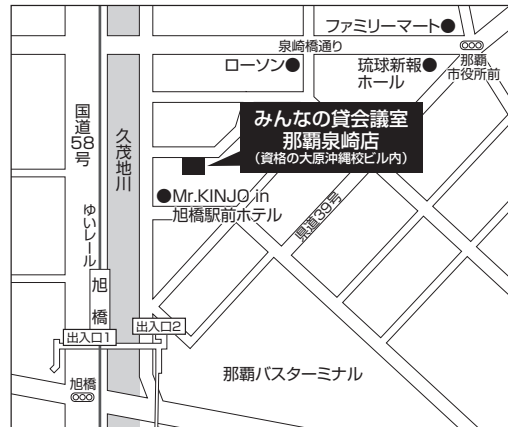 ファミリーマート
泉崎橋通り
ローソン
琉球新報
ホール
那覇
市役所前
国道58号
久茂地川
みんなの貸会議室
那覇泉崎店
(資格の大原沖縄校ビル内)
Mr.KINJO in
旭橋駅前ホテル
県道39号
ゆいレール
旭橋
出入口1
出入口2
那覇バスターミナル
旭橋